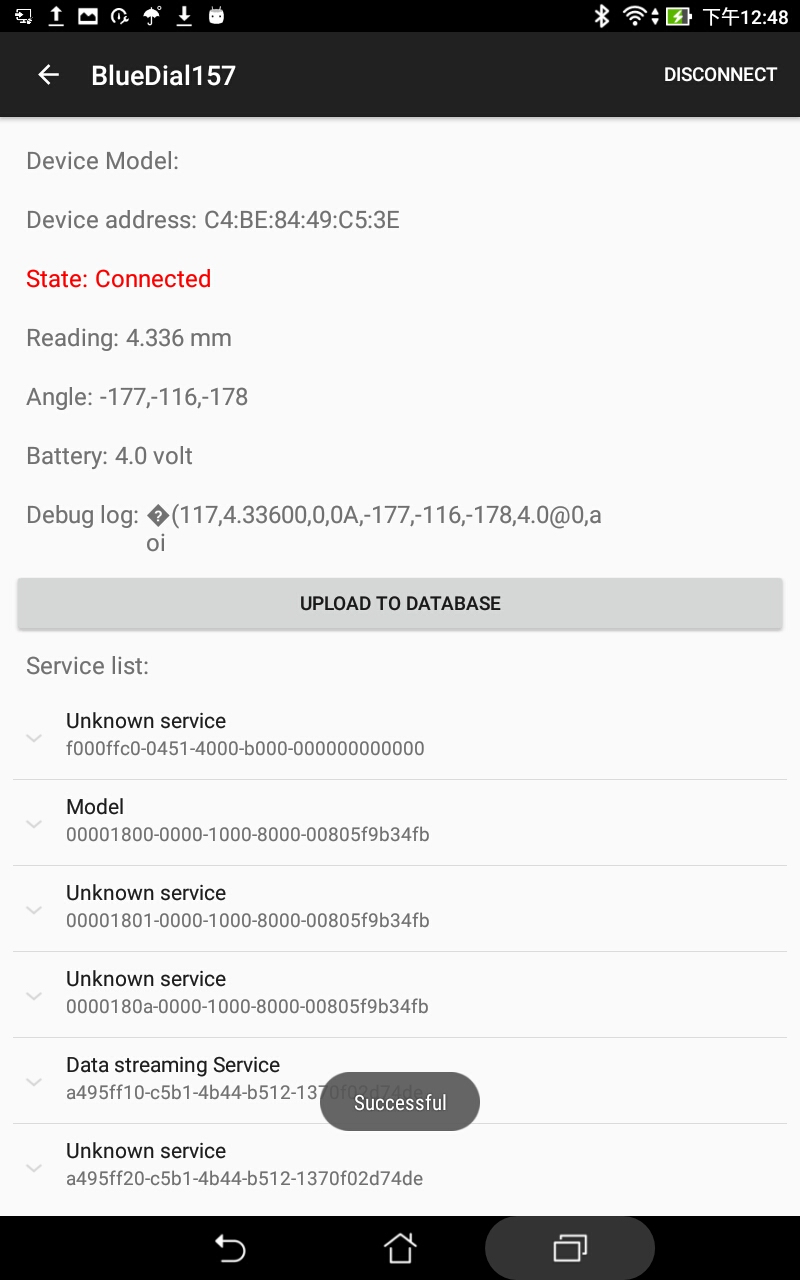 下午12:48
BlueDial157
DISCONNECT
Device Model:
Device address: C4:BE:84:49:C5:3E
State: Connected
Reading: 4.336 mm
Angle: -177,-116,-178
Battery: 4.0 volt
Debug log: �(117,4.33600,0,0A,-177,-116,-178,4.0@0,a
oi
UPLOAD TO DATABASE
Service list:
Unknown service
f000ffc0-0451-4000-b000-000000000000
Model
00001800-0000-1000-8000-00805f9b34fb
Unknown service
00001801-0000-1000-8000-00805f9b34fb
Unknown service
0000180a-0000-1000-8000-00805f9b34fb
Data streaming Service
a495ff10-c5b1-4b44-b512-1370f02d74de
Successful
Unknown service
a495ff20-c5b1-4b44-b512-1370f02d74de